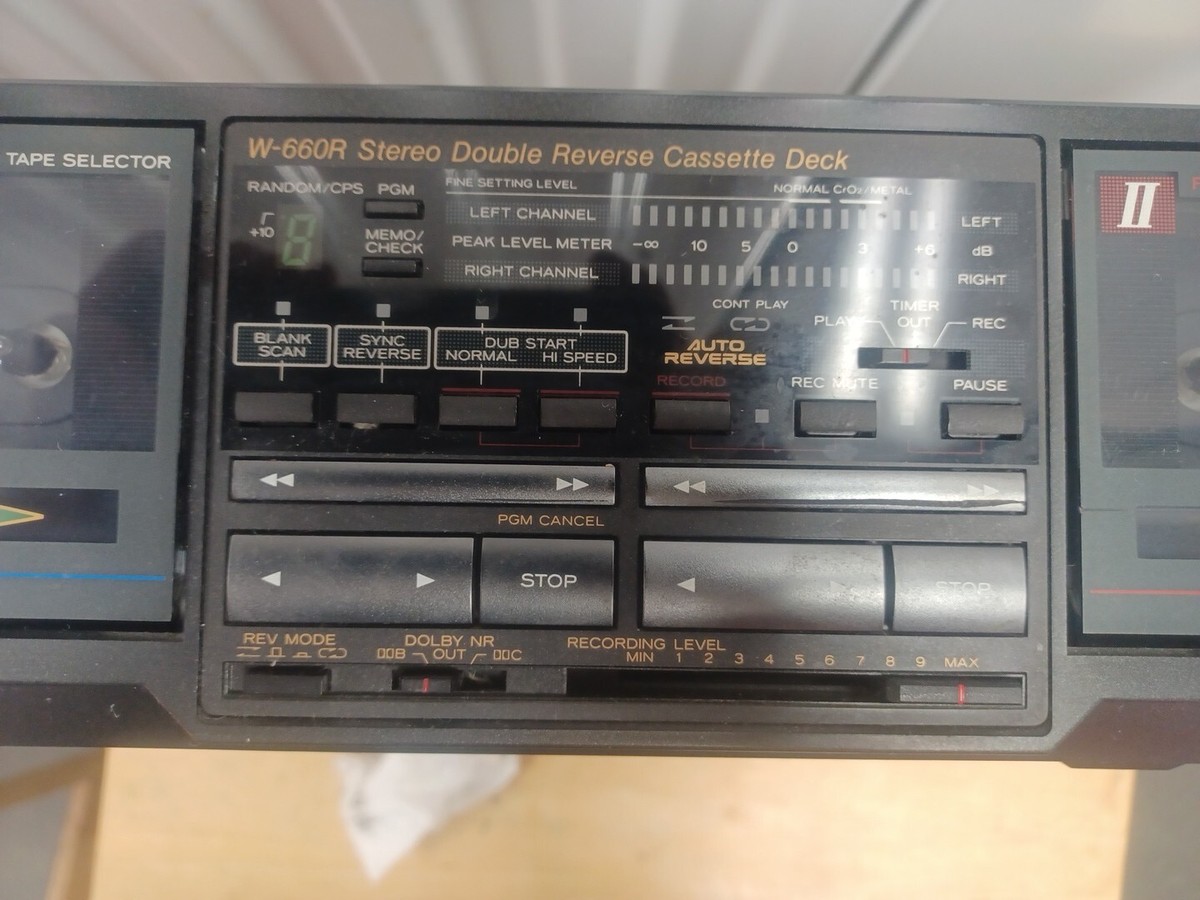 TAPE SELECTOR
W-660R Stereo Double Reverse Cassette Deck
RANDOM/CPS PGM
+10
8
MEMO/
CHECK
FINE SETTING LEVEL
NORMAL CrO₂/METAL
LEFT CHANNEL
LEFT
PEAK LEVEL METER -∞ 10 5 0 3 +6 dB
RIGHT CHANNEL
RIGHT
BLANK
SCAN
SYNC
REVERSE
DUB START
NORMAL HI SPEED
CONT PLAY
AUTO
REVERSE
TIMER
PLAY OUT REC
RECORD
REC MUTE
PAUSE
PGM CANCEL
STOP
STOP
REV MODE
DOLBY NR
B OUT C
RECORDING LEVEL
MIN 1 2 3 4 5 6 7 8 9 MAX
II